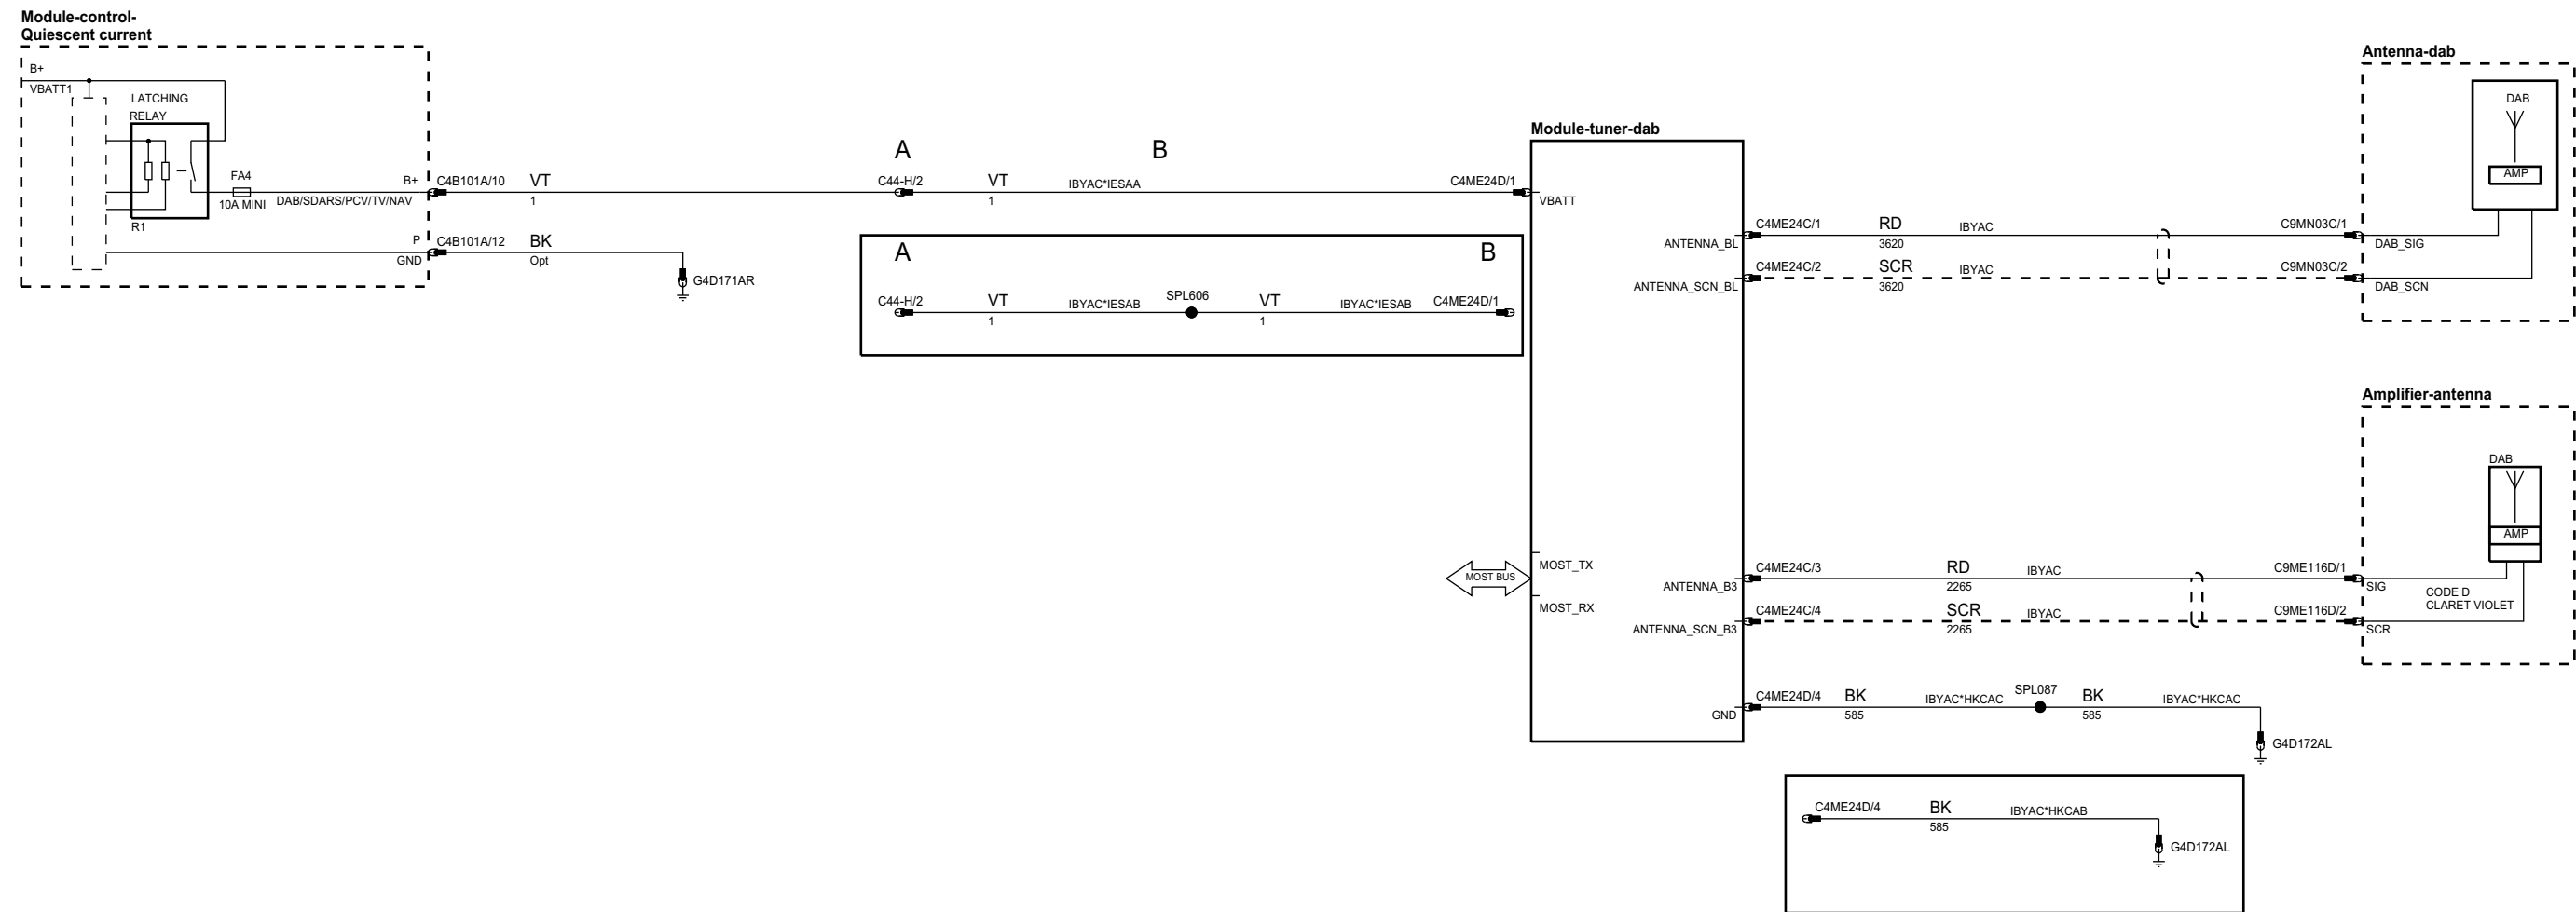 Module-control-
Quiescent current
B+
VBATT1
LATCHING
RELAY
R1
FA4
10A MINI
DAB/SDARS/PCV/TV/NAV
B+
C4B101A/10
VT
1
P
GND
C4B101A/12
BK
Opt
G4D171AR
A
B
C44-H/2
VT
1
IBYAC*IESAA
C4ME24D/1
A
B
C44-H/2
VT
1
IBYAC*IESAB
SPL606
VT
1
IBYAC*IESAB
C4ME24D/1
Module-tuner-dab
VBATT
MOST BUS
MOST_TX
MOST_RX
ANTENNA_BL
ANTENNA_SCN_BL
ANTENNA_B3
ANTENNA_SCN_B3
GND
C4ME24C/1
RD
3620
IBYAC
C9MN03C/1
C4ME24C/2
SCR
3620
IBYAC
C9MN03C/2
Antenna-dab
DAB
AMP
DAB_SIG
DAB_SCN
Amplifier-antenna
DAB
AMP
C4ME24C/3
RD
2265
IBYAC
C9ME116D/1
SIG
CODE D
CLARET VIOLET
C4ME24C/4
SCR
2265
IBYAC
C9ME116D/2
SCR
C4ME24D/4
BK
585
IBYAC*HKCAC
SPL087
BK
585
IBYAC*HKCAC
G4D172AL
C4ME24D/4
BK
585
IBYAC*HKCAB
G4D172AL